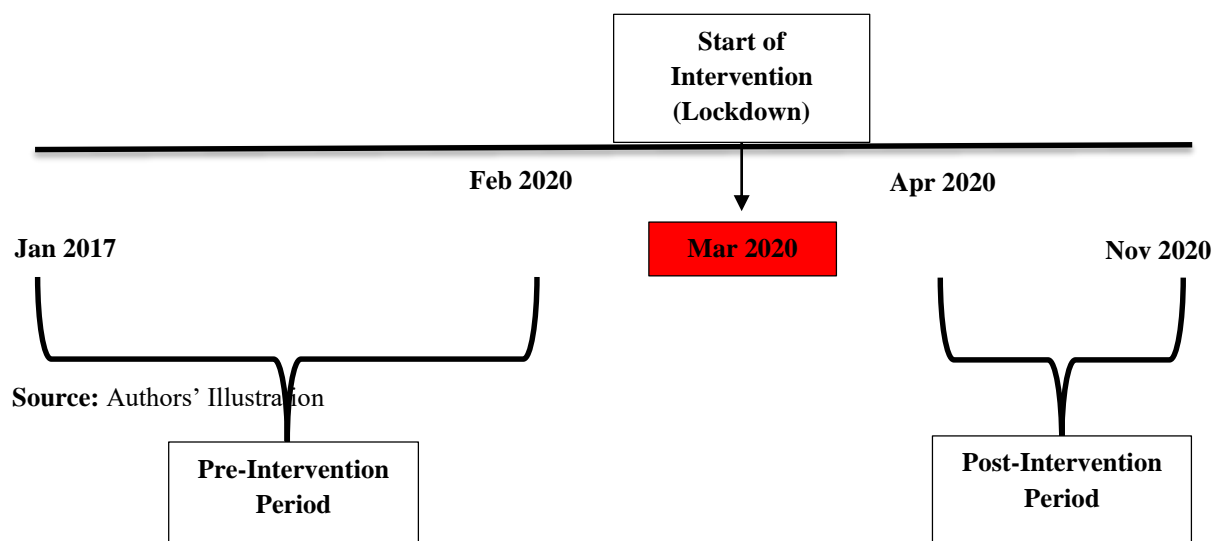 Start of
Intervention
(Lockdown)
Feb 2020
Apr 2020
Jan 2017
Mar 2020
Nov 2020
Source: Authors’ Illustration
Pre-Intervention
Period
Post-Intervention
Period